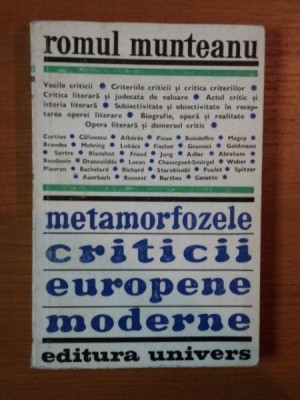 romul munteanu
Vocile criticii ● Criteriile criticii și critica criteriilor ●
Critica literară și judecata de valoare ● Actul critic și
istoria literară ● Subiectivitate și obiectivitate în recep-
tarea operei literare ● Biografie, operă și realitate
Opera literară și demersul critic ●
Curtius ● Călinescu ● Albérès ● Picon ● Boisdeffre ● Magny
Brandes ● Mehring ● Lukács ● Fischer ● Gramsci ● Goldmann
Sartre ● Blanchot ● Freud ● Jung ● Adler ● Abraham ●
Baudouin ● Dracoulidès ● Lacan ● Chasseguet-Smirgel ● Weber ●
Mauron ● Bachelard ● Richard ● Starobinski ● Poulet ● Spitzer
● Auerbach ● Rousset ● Barthes ● Genette ●
metamorfozele
criticii
europene
moderne
editura univers